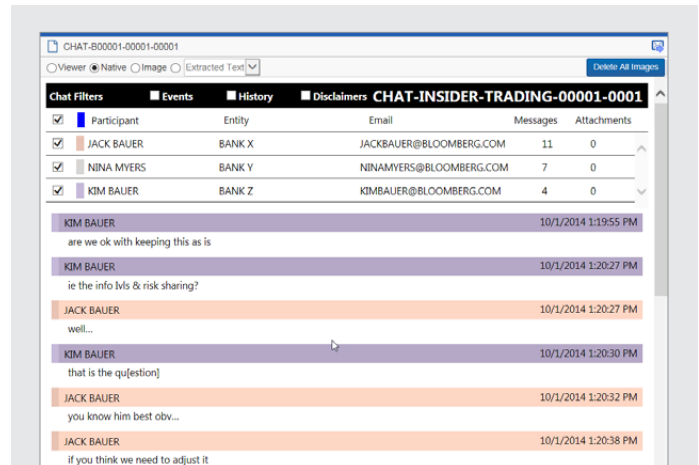 CHAT-B00001-00001-00001
Viewer Native Image Extracted Text Delete All Images
Chat Filters Events History Disclaimers CHAT-INSIDER-TRADING-00001-0001
Participant Entity Email Messages Attachments
JACK BAUER BANK X JACKBAUER@BLOOMBERG.COM 11 0
NINA MYERS BANK Y NINAMYERS@BLOOMBERG.COM 7 0
KIM BAUER BANK Z KIMBAUER@BLOOMBERG.COM 4 0
KIM BAUER 10/1/2014 1:19:55 PM
are we ok with keeping this as is
KIM BAUER 10/1/2014 1:20:27 PM
ie the info lvls & risk sharing?
JACK BAUER 10/1/2014 1:20:27 PM
well...
KIM BAUER 10/1/2014 1:20:30 PM
that is the qu[estion]
JACK BAUER 10/1/2014 1:20:32 PM
you know him best obv...
JACK BAUER 10/1/2014 1:20:38 PM
if you think we need to adjust it